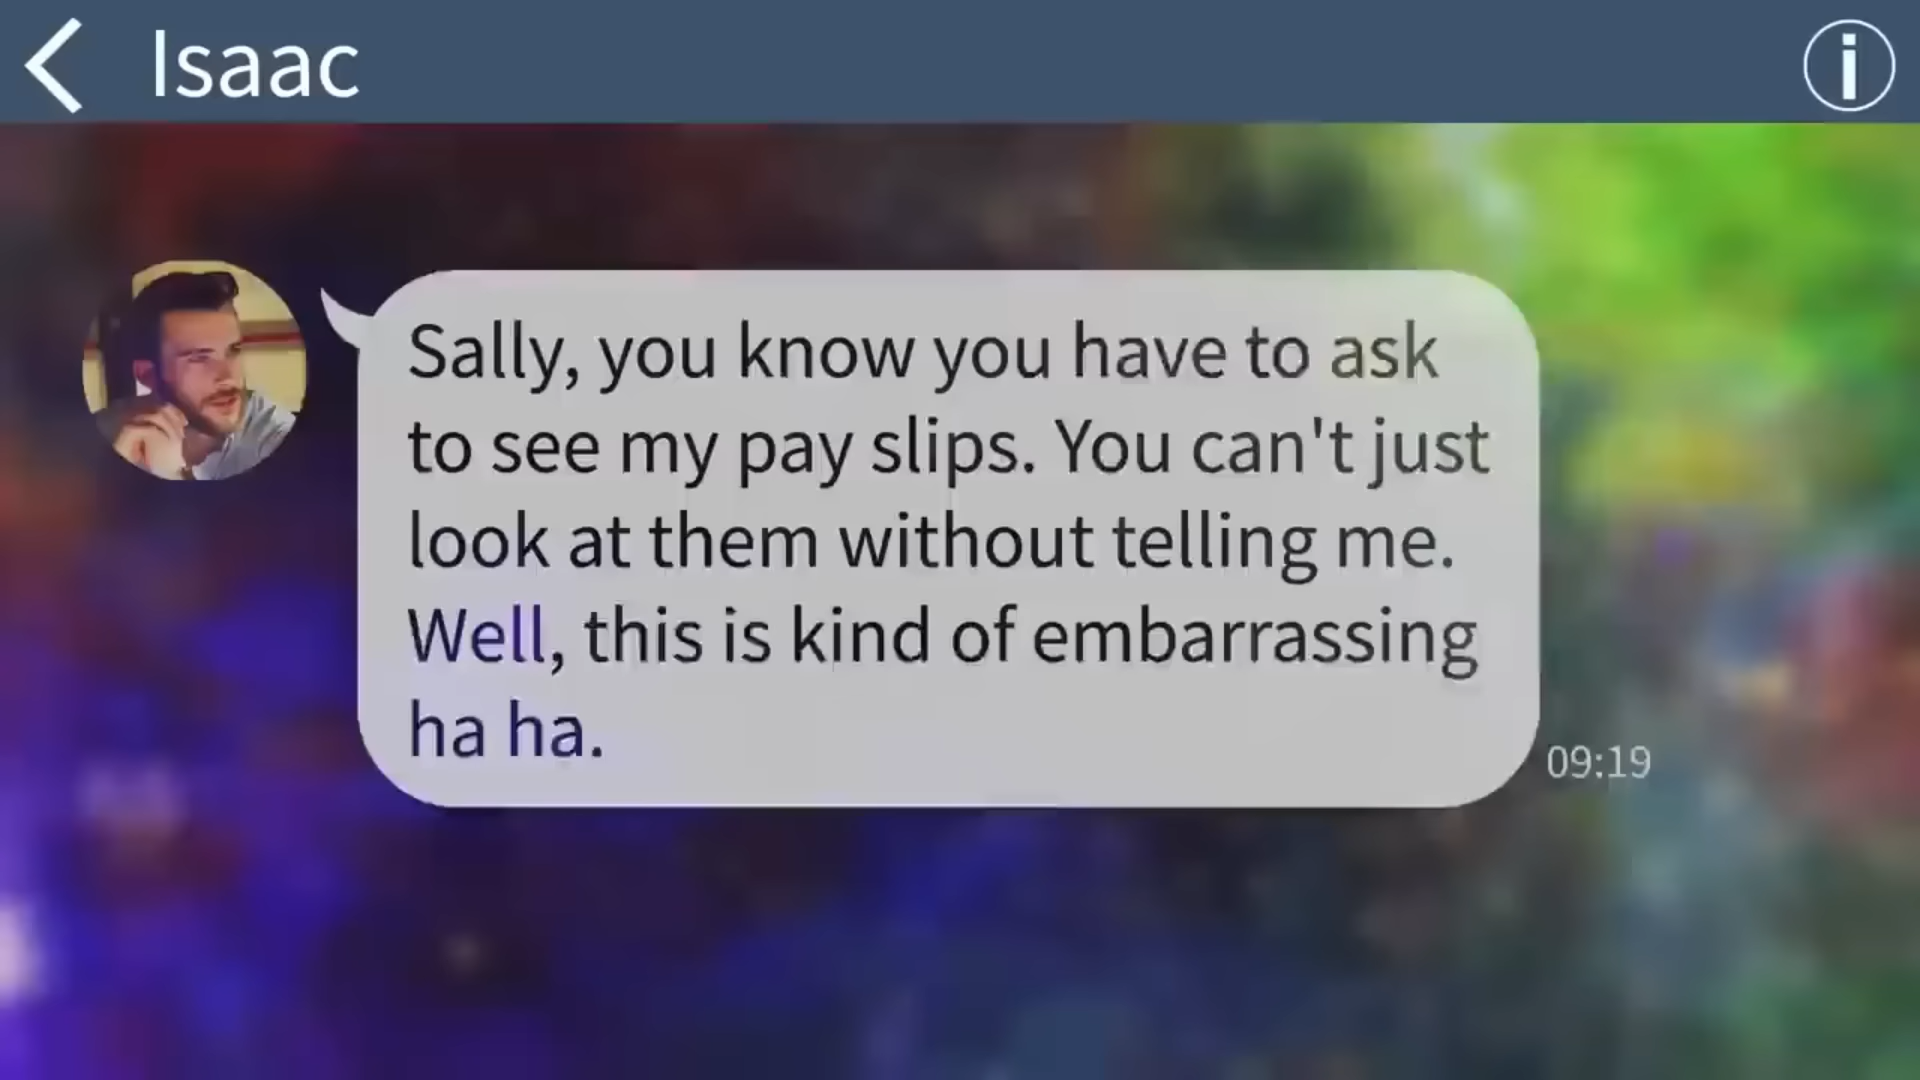 Isaac
Sally, you know you have to ask
to see my pay slips. You can't just
look at them without telling me.
Well, this is kind of embarrassing
ha ha.
09:19